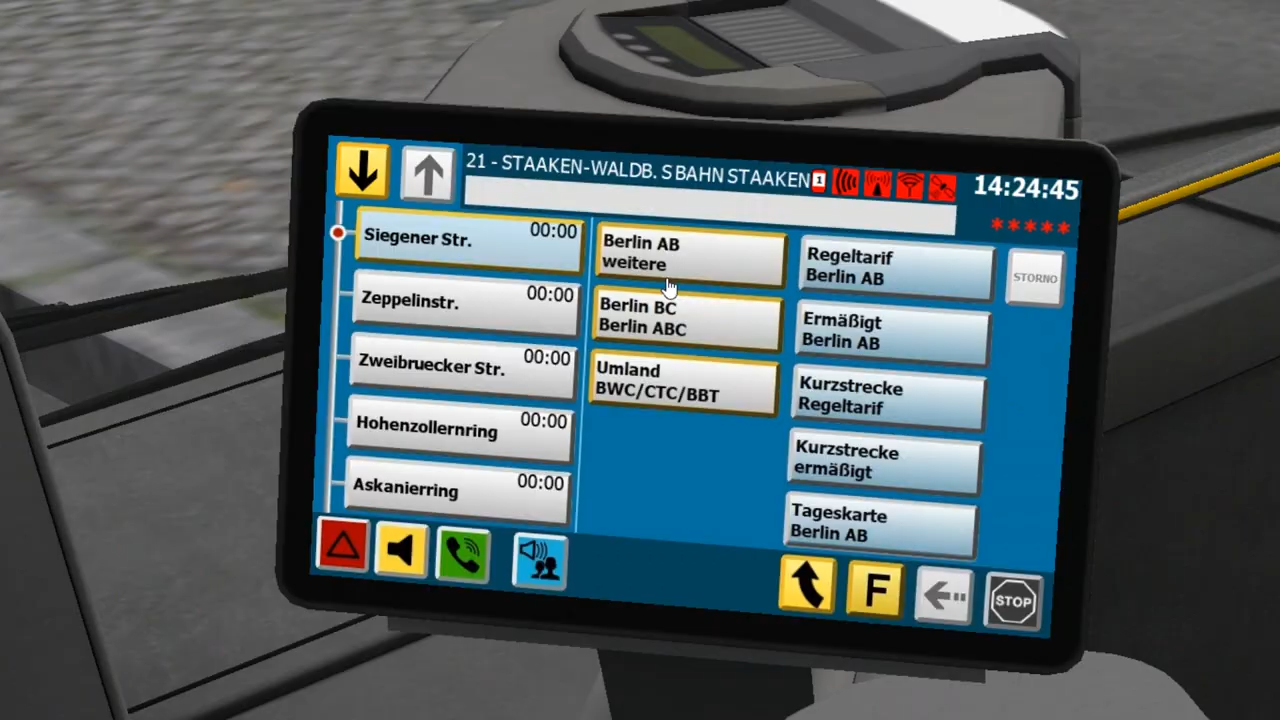 21 - STAAKEN-WALDB. S BAHN STAAKEN
1
14:24:45
*****
Siegener Str.
00:00
Zeppelinstr.
00:00
Zweibruecker Str.
00:00
Hohenzollernring
00:00
Askanierring
00:00
Berlin AB
weitere
Berlin BC
Berlin ABC
Umland
BWC/CTC/BBT
Regeltarif
Berlin AB
Ermäßigt
Berlin AB
Kurzstrecke
Regeltarif
Kurzstrecke
ermäßigt
Tageskarte
Berlin AB
STORNO
F
STOP